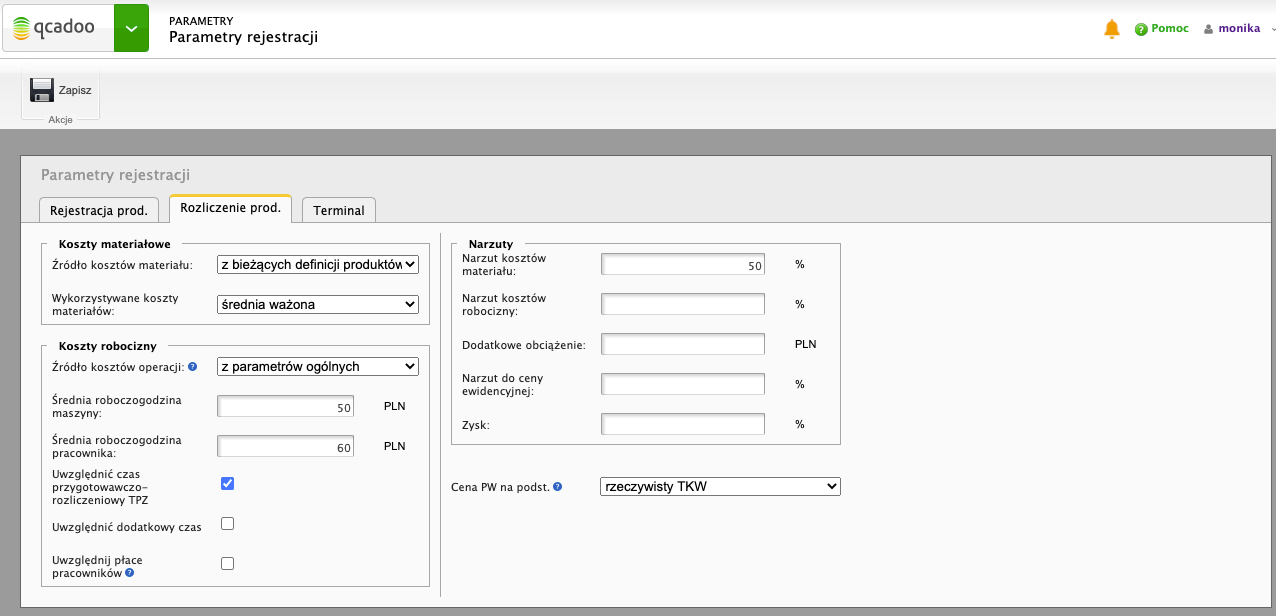 qcadoo
PARAMETRY
Parametry rejestracji
Pomoc
monika
Zapisz
Akcje
Parametry rejestracji
Rejestracja prod.
Rozliczenie prod.
Terminal
Koszty materiałowe
Źródło kosztów materiału:
z bieżących definicji produktów
Wykorzystywane koszty
materiałów:
średnia ważona
Koszty robocizny
Źródło kosztów operacji:
z parametrów ogólnych
Średnia roboczogodzina
maszyny:
50
PLN
Średnia roboczogodzina
pracownika:
60
PLN
Uwzględnić czas
przygotowawczo-
rozliczeniowy TPZ
Uwzględnić dodatkowy czas
Uwzględnij płace
pracowników
Narzuty
Narzut kosztów
materiału:
50
%
Narzut kosztów
robocizny:
%
Dodatkowe obciążenie:
PLN
Narzut do ceny
ewidencyjnej:
%
Zysk:
%
Cena PW na podst.
rzeczywisty TKW